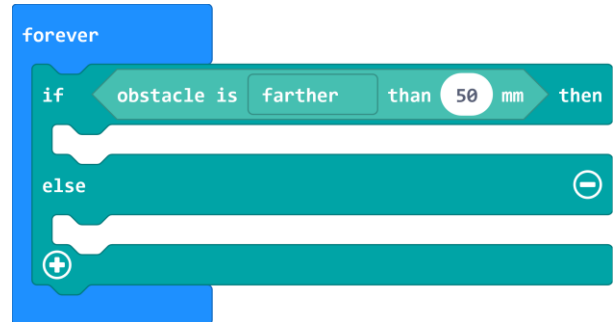 forever
if obstacle is farther than 50 mm then
else